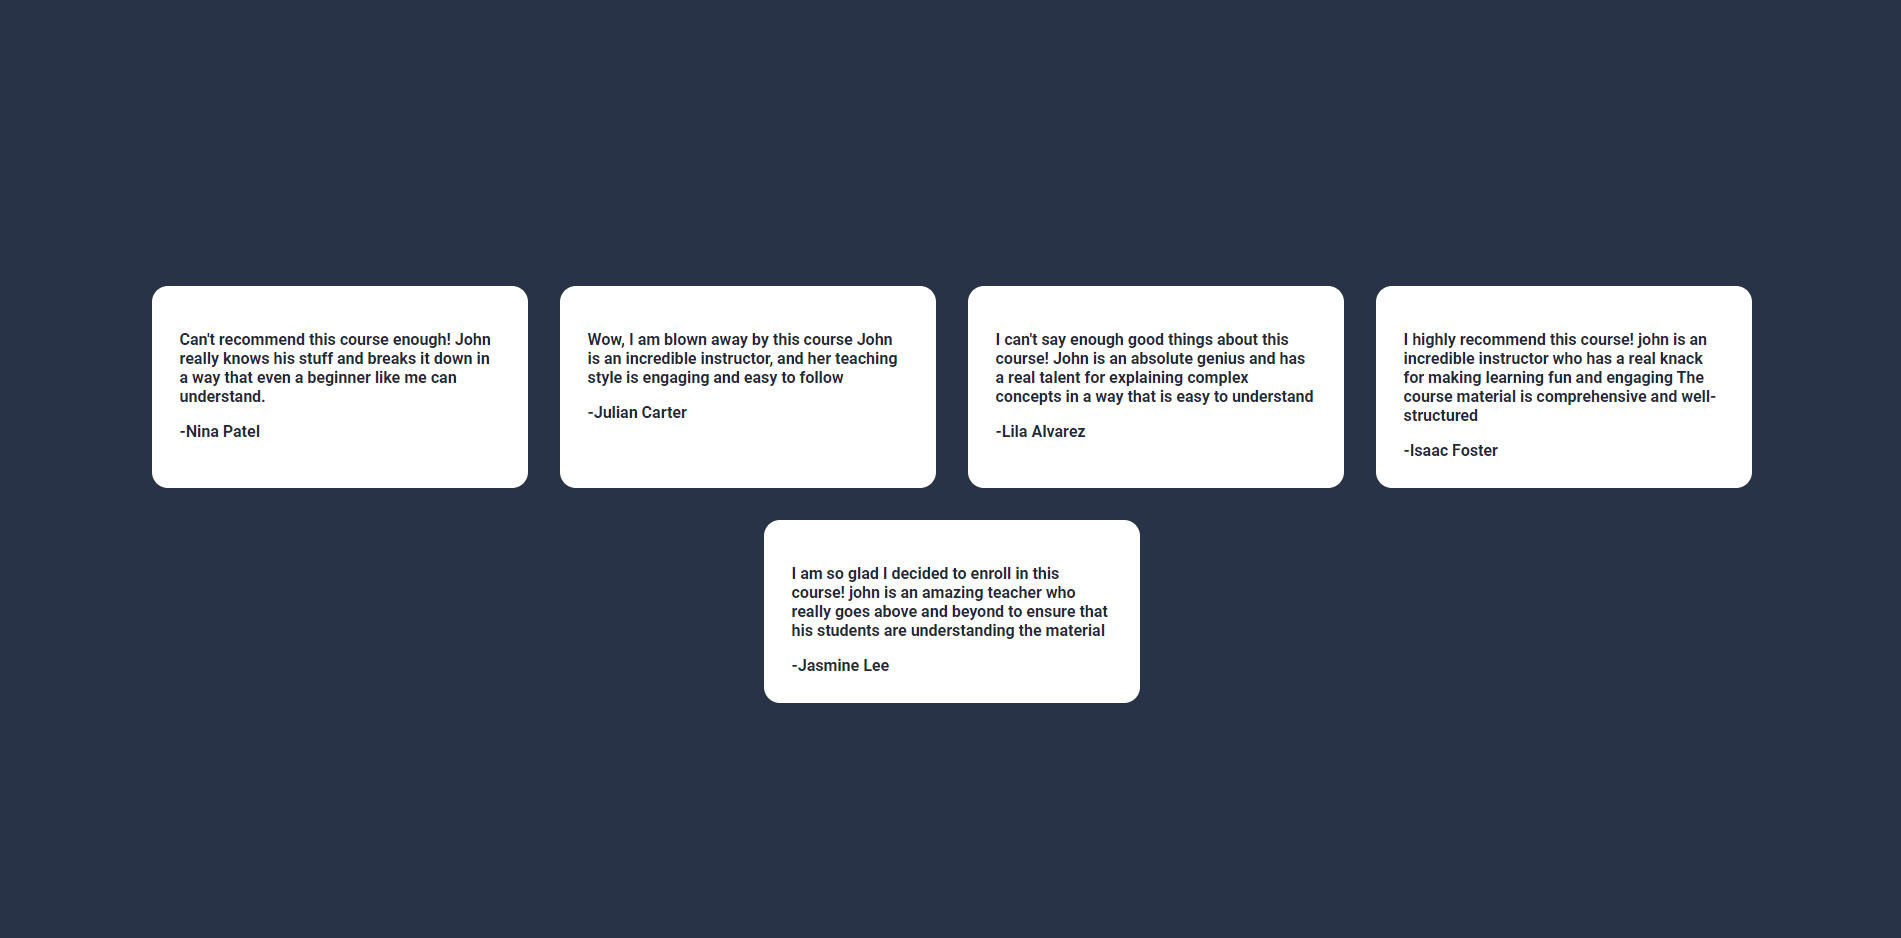 Can't recommend this course enough! John
really knows his stuff and breaks it down in
a way that even a beginner like me can
understand.
-Nina Patel
Wow, I am blown away by this course John
is an incredible instructor, and her teaching
style is engaging and easy to follow
-Julian Carter
I can't say enough good things about this
course! John is an absolute genius and has
a real talent for explaining complex
concepts in a way that is easy to understand
-Lila Alvarez
I highly recommend this course! john is an
incredible instructor who has a real knack
for making learning fun and engaging The
course material is comprehensive and well-
structured
-Isaac Foster
I am so glad I decided to enroll in this
course! john is an amazing teacher who
really goes above and beyond to ensure that
his students are understanding the material
-Jasmine Lee